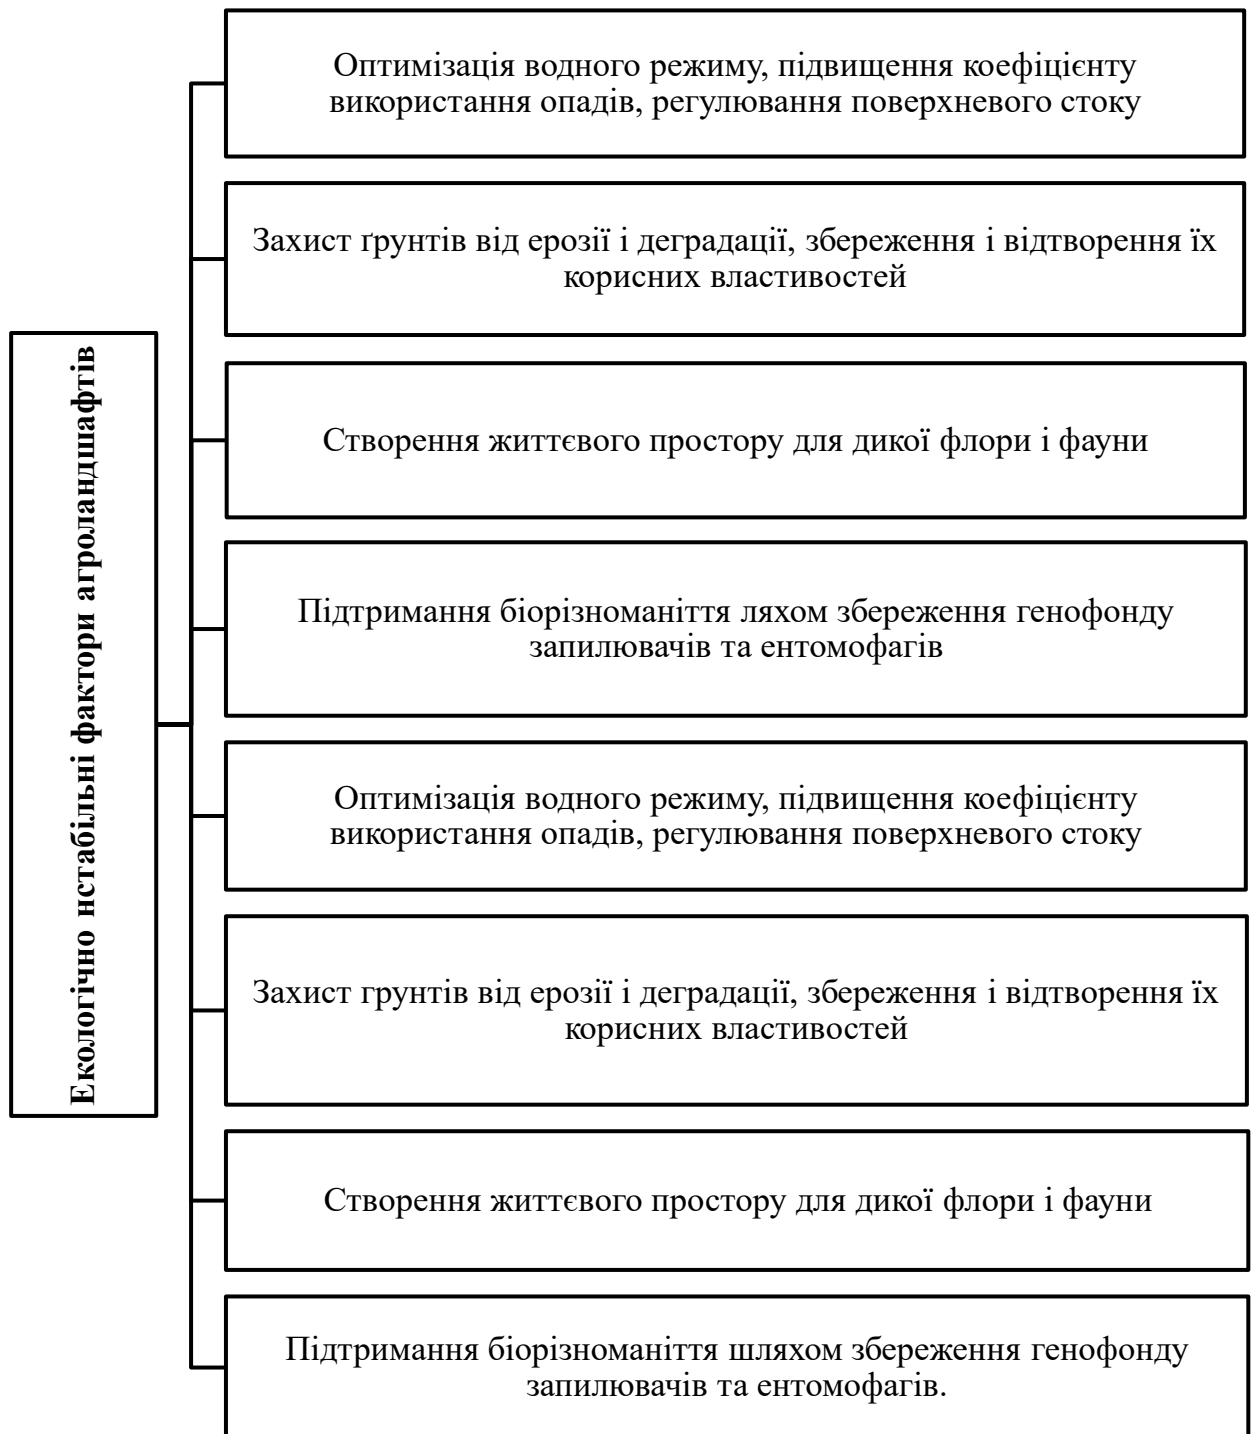 Екологічно нстабільні фактори агроландшафтів
Оптимізація водного режиму, підвищення коефіцієнту
використання опадів, регулювання поверхневого стоку
Захист ґрунтів від ерозії і деградації, збереження і відтворення їх
корисних властивостей
Створення життєвого простору для дикої флори і фауни
Підтримання біорізноманіття ляхом збереження генофонду
запилювачів та ентомофагів
Оптимізація водного режиму, підвищення коефіцієнту
використання опадів, регулювання поверхневого стоку
Захист грунтів від ерозії і деградації, збереження і відтворення їх
корисних властивостей
Створення життєвого простору для дикої флори і фауни
Підтримання біорізноманіття шляхом збереження генофонду
запилювачів та ентомофагів.